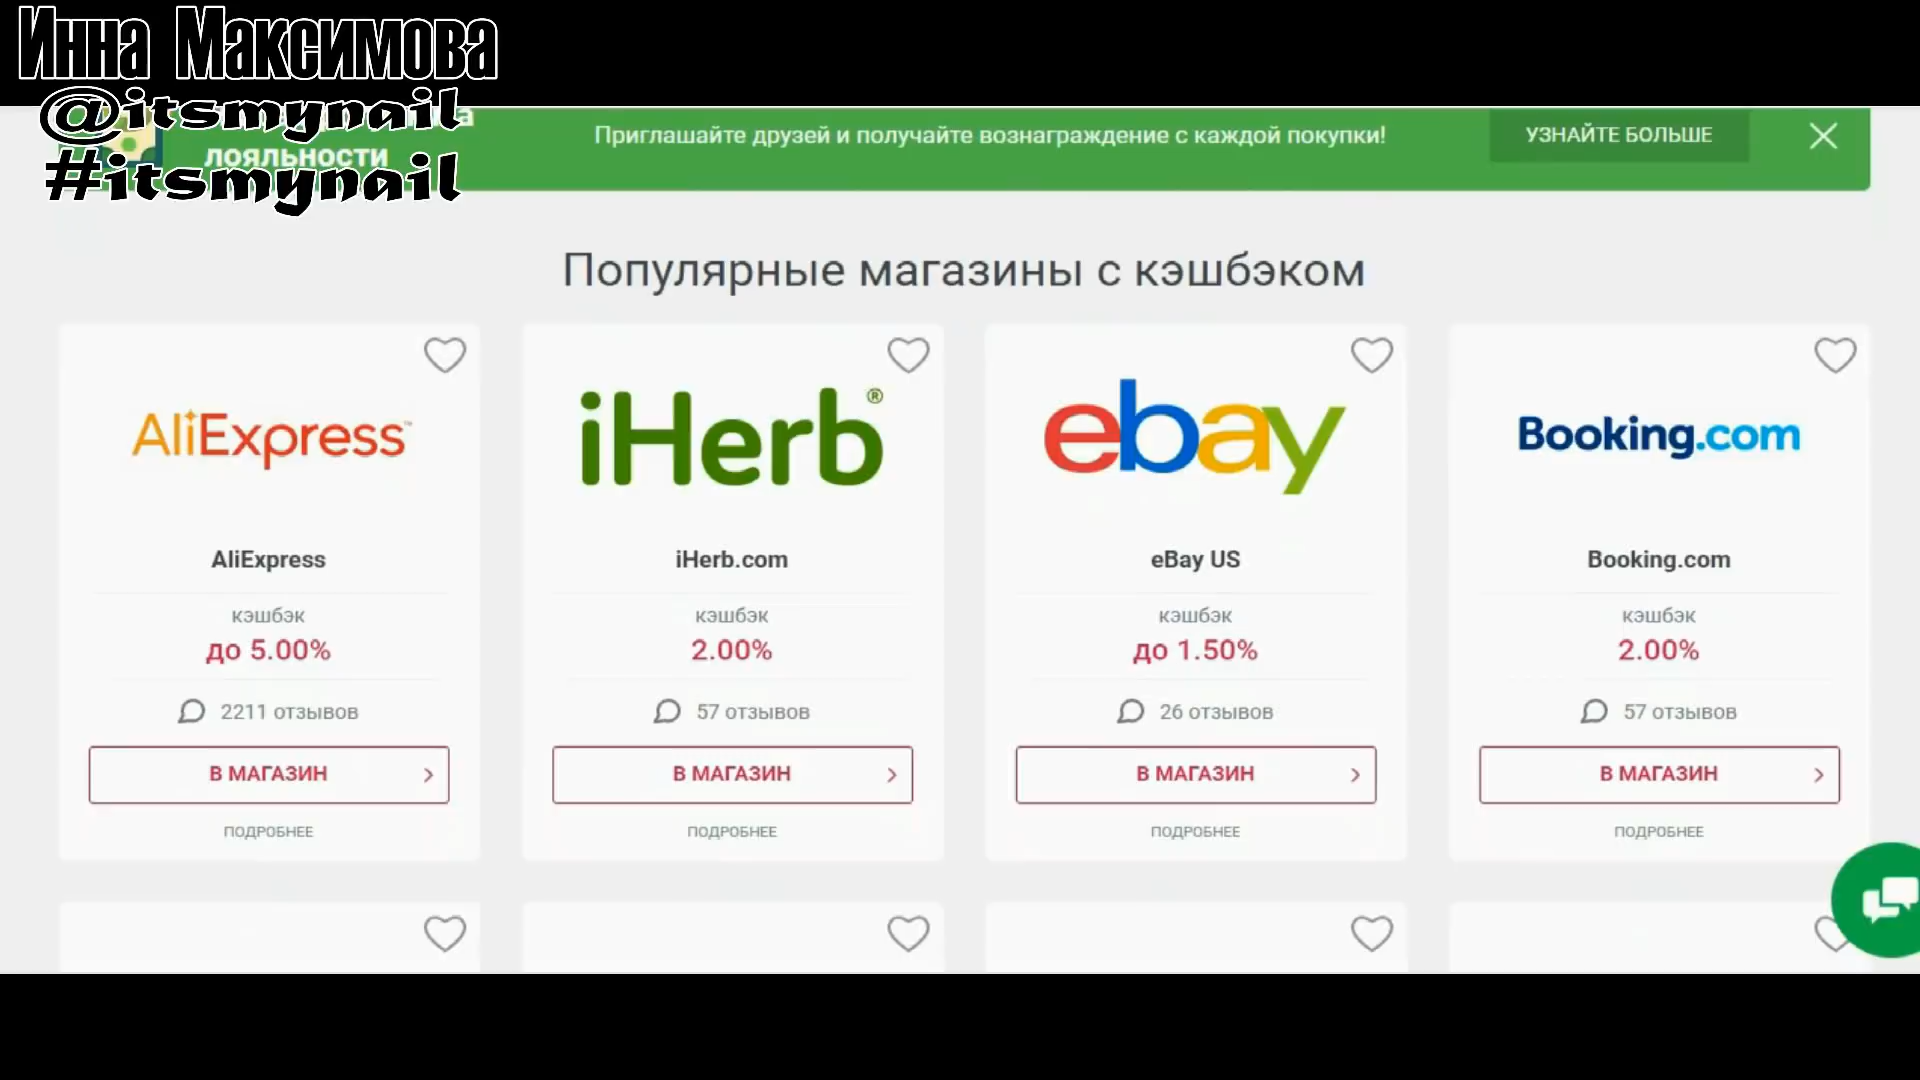 Инна Максимова
@itsmynail
#itsmynail
лояльности
Приглашайте друзей и получайте вознаграждение с каждой покупки!
УЗНАЙТЕ БОЛЬШЕ
Популярные магазины с кэшбэком
AliExpress™
iHerb®
ebay
Booking.com
AliExpress
iHerb.com
eBay US
Booking.com
кэшбэк
кэшбэк
кэшбэк
кэшбэк
до 5.00%
2.00%
до 1.50%
2.00%
2211 отзывов
57 отзывов
26 отзывов
57 отзывов
В МАГАЗИН
В МАГАЗИН
В МАГАЗИН
В МАГАЗИН
ПОДРОБНЕЕ
ПОДРОБНЕЕ
ПОДРОБНЕЕ
ПОДРОБНЕЕ